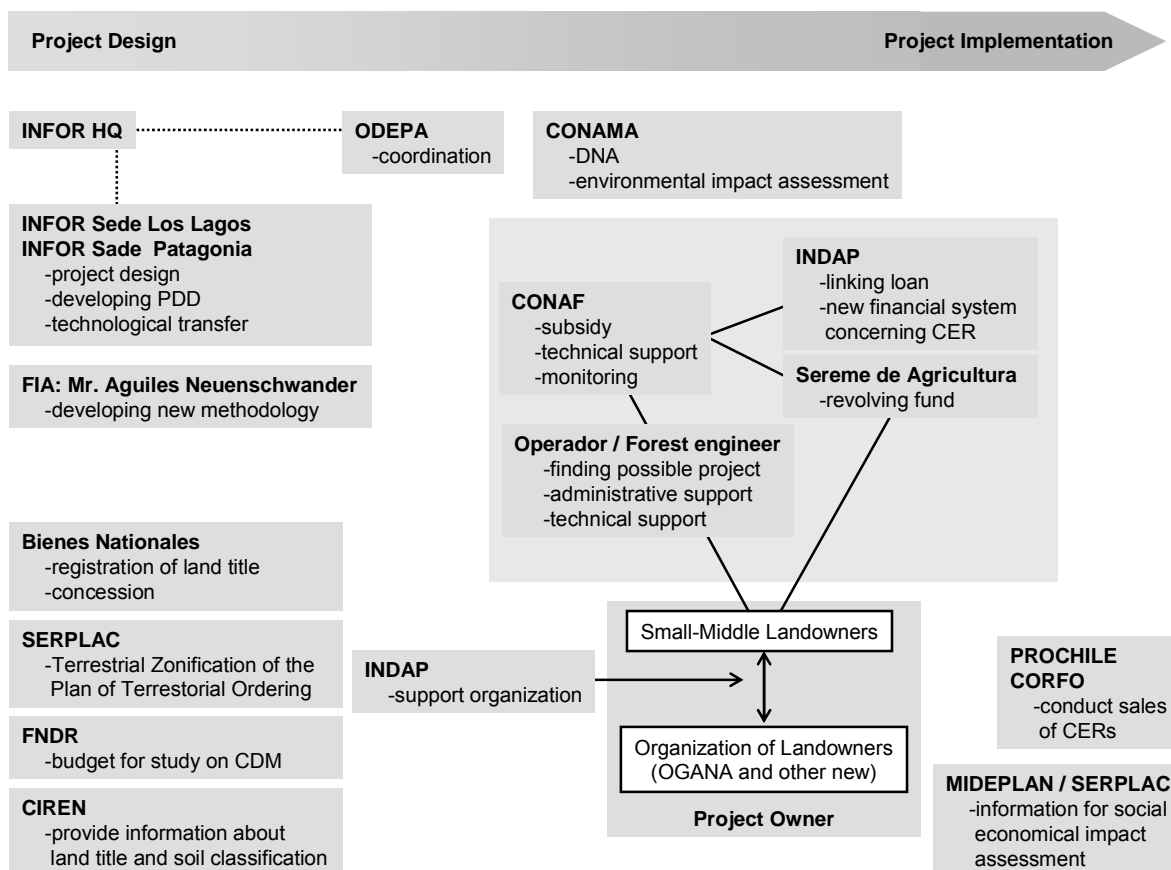 Project Design
Project Implementation
INFOR HQ
ODEPA
-coordination
CONAMA
-DNA
-environmental impact assessment
INFOR Sede Los Lagos
INFOR Sade  Patagonia
-project design
-developing PDD
-technological transfer
FIA: Mr. Aguiles Neuenschwander
-developing new methodology
CONAF
-subsidy
-technical support
-monitoring
INDAP
-linking loan
-new financial system
concerning CER
Sereme de Agricultura
-revolving fund
Operador / Forest engineer
-finding possible project
-administrative support
-technical support
Bienes Nationales
-registration of land title
-concession
SERPLAC
-Terrestrial Zonification of the
Plan of Terrestorial Ordering
FNDR
-budget for study on CDM
CIREN
-provide information about
land title and soil classification
INDAP
-support organization
Small-Middle Landowners
Organization of Landowners
(OGANA and other new)
Project Owner
PROCHILE
CORFO
-conduct sales
of CERs
MIDEPLAN / SERPLAC
-information for social
economical impact
assessment